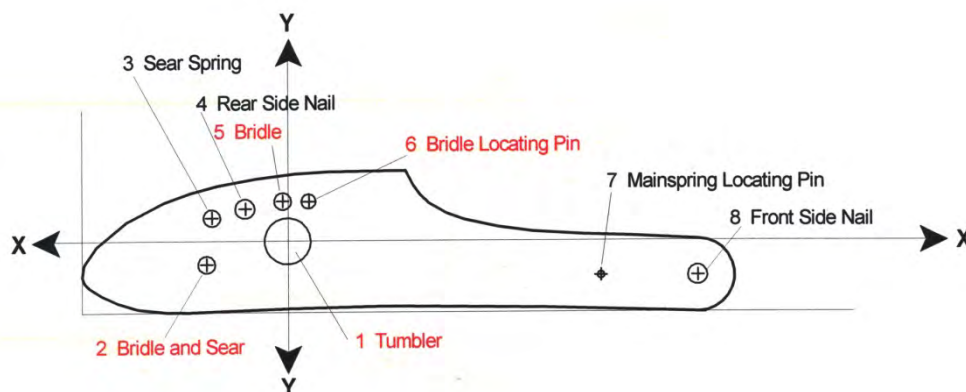 Y
3 Sear Spring
4 Rear Side Nail
5 Bridle
6 Bridle Locating Pin
7 Mainspring Locating Pin
8 Front Side Nail
X
X
2 Bridle and Sear
1 Tumbler
Y